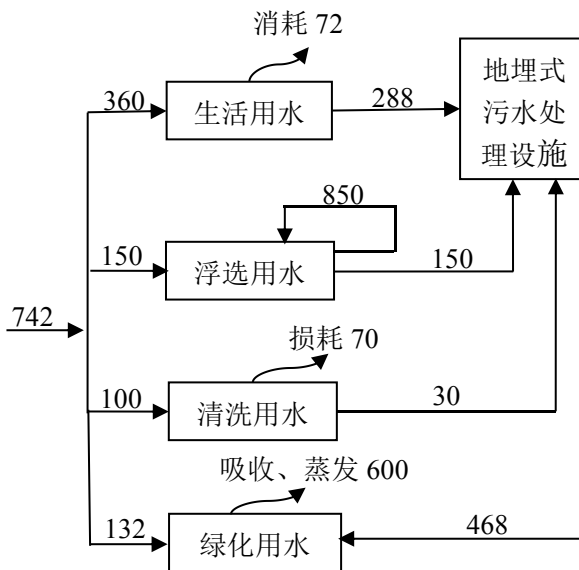 消耗 72
360
生活用水
288
地埋式
污水处
理设施
850
150
浮选用水
150
742
损耗 70
100
清洗用水
30
吸收、蒸发 600
132
绿化用水
468